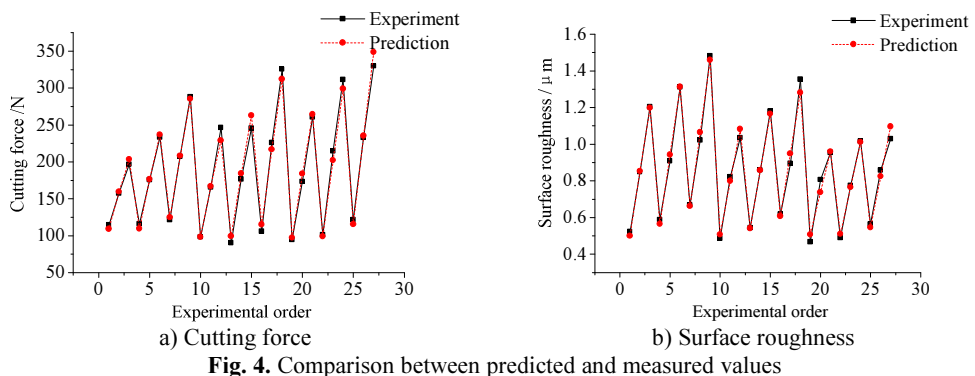 Experiment
Prediction
350
300
250
200
150
100
50
Cutting force /N
0 5 10 15 20 25 30
Experimental order
a) Cutting force
Experiment
Prediction
1.6
1.4
1.2
1.0
0.8
0.6
0.4
Surface roughness / μ m
0 5 10 15 20 25 30
Experimental order
b) Surface roughness
Fig. 4. Comparison between predicted and measured values